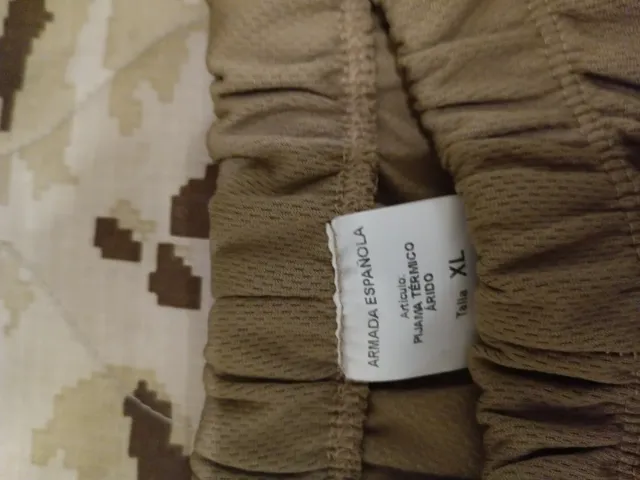 ARMADA ESPAÑOLA
Artículo:
PIJAMA TÉRMICO
ÁRIDO
Talla XL